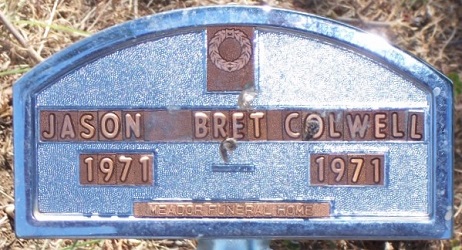 JASON BRET COLWELL
1971 1971
MEADOR FUNERAL HOME